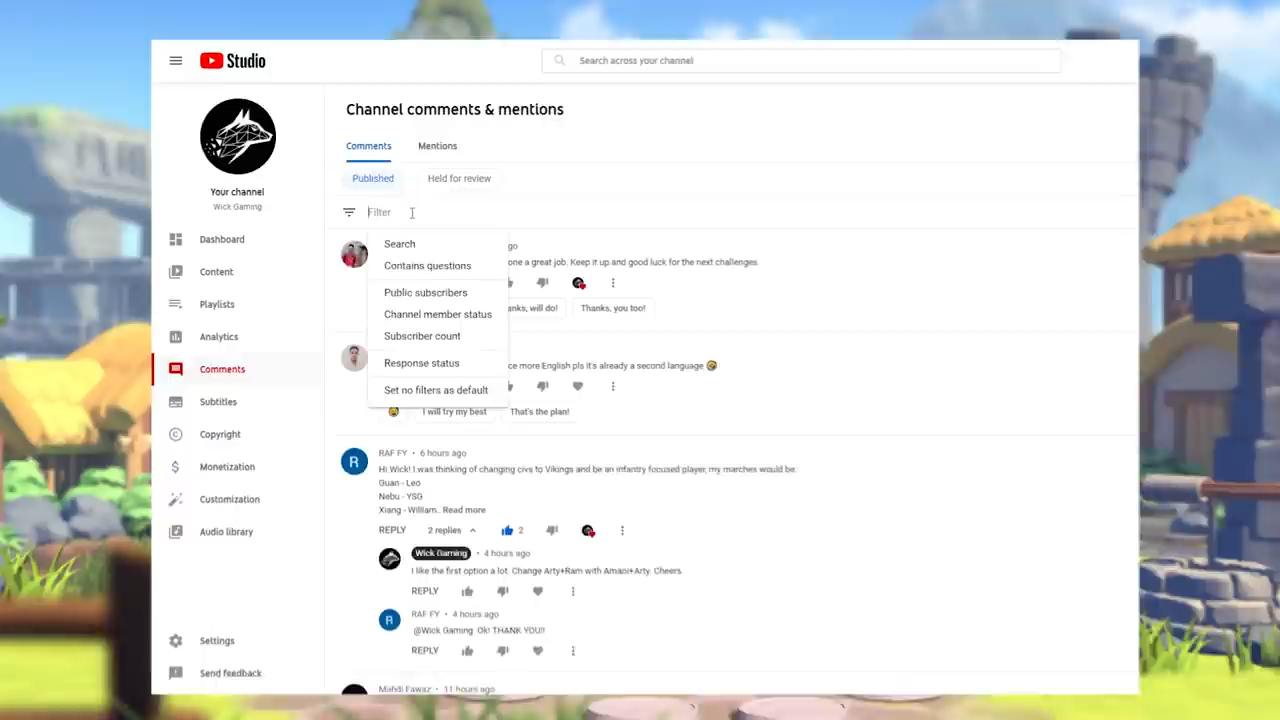 Studio
Search across your channel
Your channel
Wick Gaming
Dashboard
Content
Playlists
Analytics
Comments
Subtitles
Copyright
Monetization
Customization
Audio library
Settings
Send feedback
Channel comments & mentions
Comments
Mentions
Published
Held for review
Filter
Search
Contains questions
Public subscribers
Channel member status
Subscriber count
Response status
Set no filters as default
go
one a great job. Keep it up and good luck for the next challenges.
anks, will do!
Thanks, you too!
ce more English pls it's already a second language
I will try my best
That's the plan!
R
RAF FY • 6 hours ago
Hi Wick! I was thinking of changing civs to Vikings and be an infantry focused player, my marches would be.
Guan - Leo
Nebu - YSG
Xiang - William.. Read more
REPLY 2 replies 2
Wick Gaming • 4 hours ago
I like the first option a lot. Change Arty+Ram with Amani+Arty. Cheers.
REPLY
R
RAF FY • 4 hours ago
@Wick Gaming Ok! THANK YOU!!
REPLY
Mahdi Fawaz • 11 hours ago